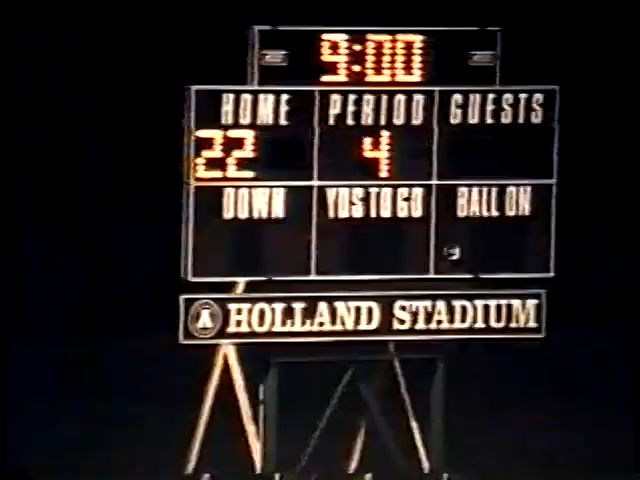 9:00
HOME PERIOD GUESTS
22 4
DOWN YDS TO GO BALL ON
A HOLLAND STADIUM